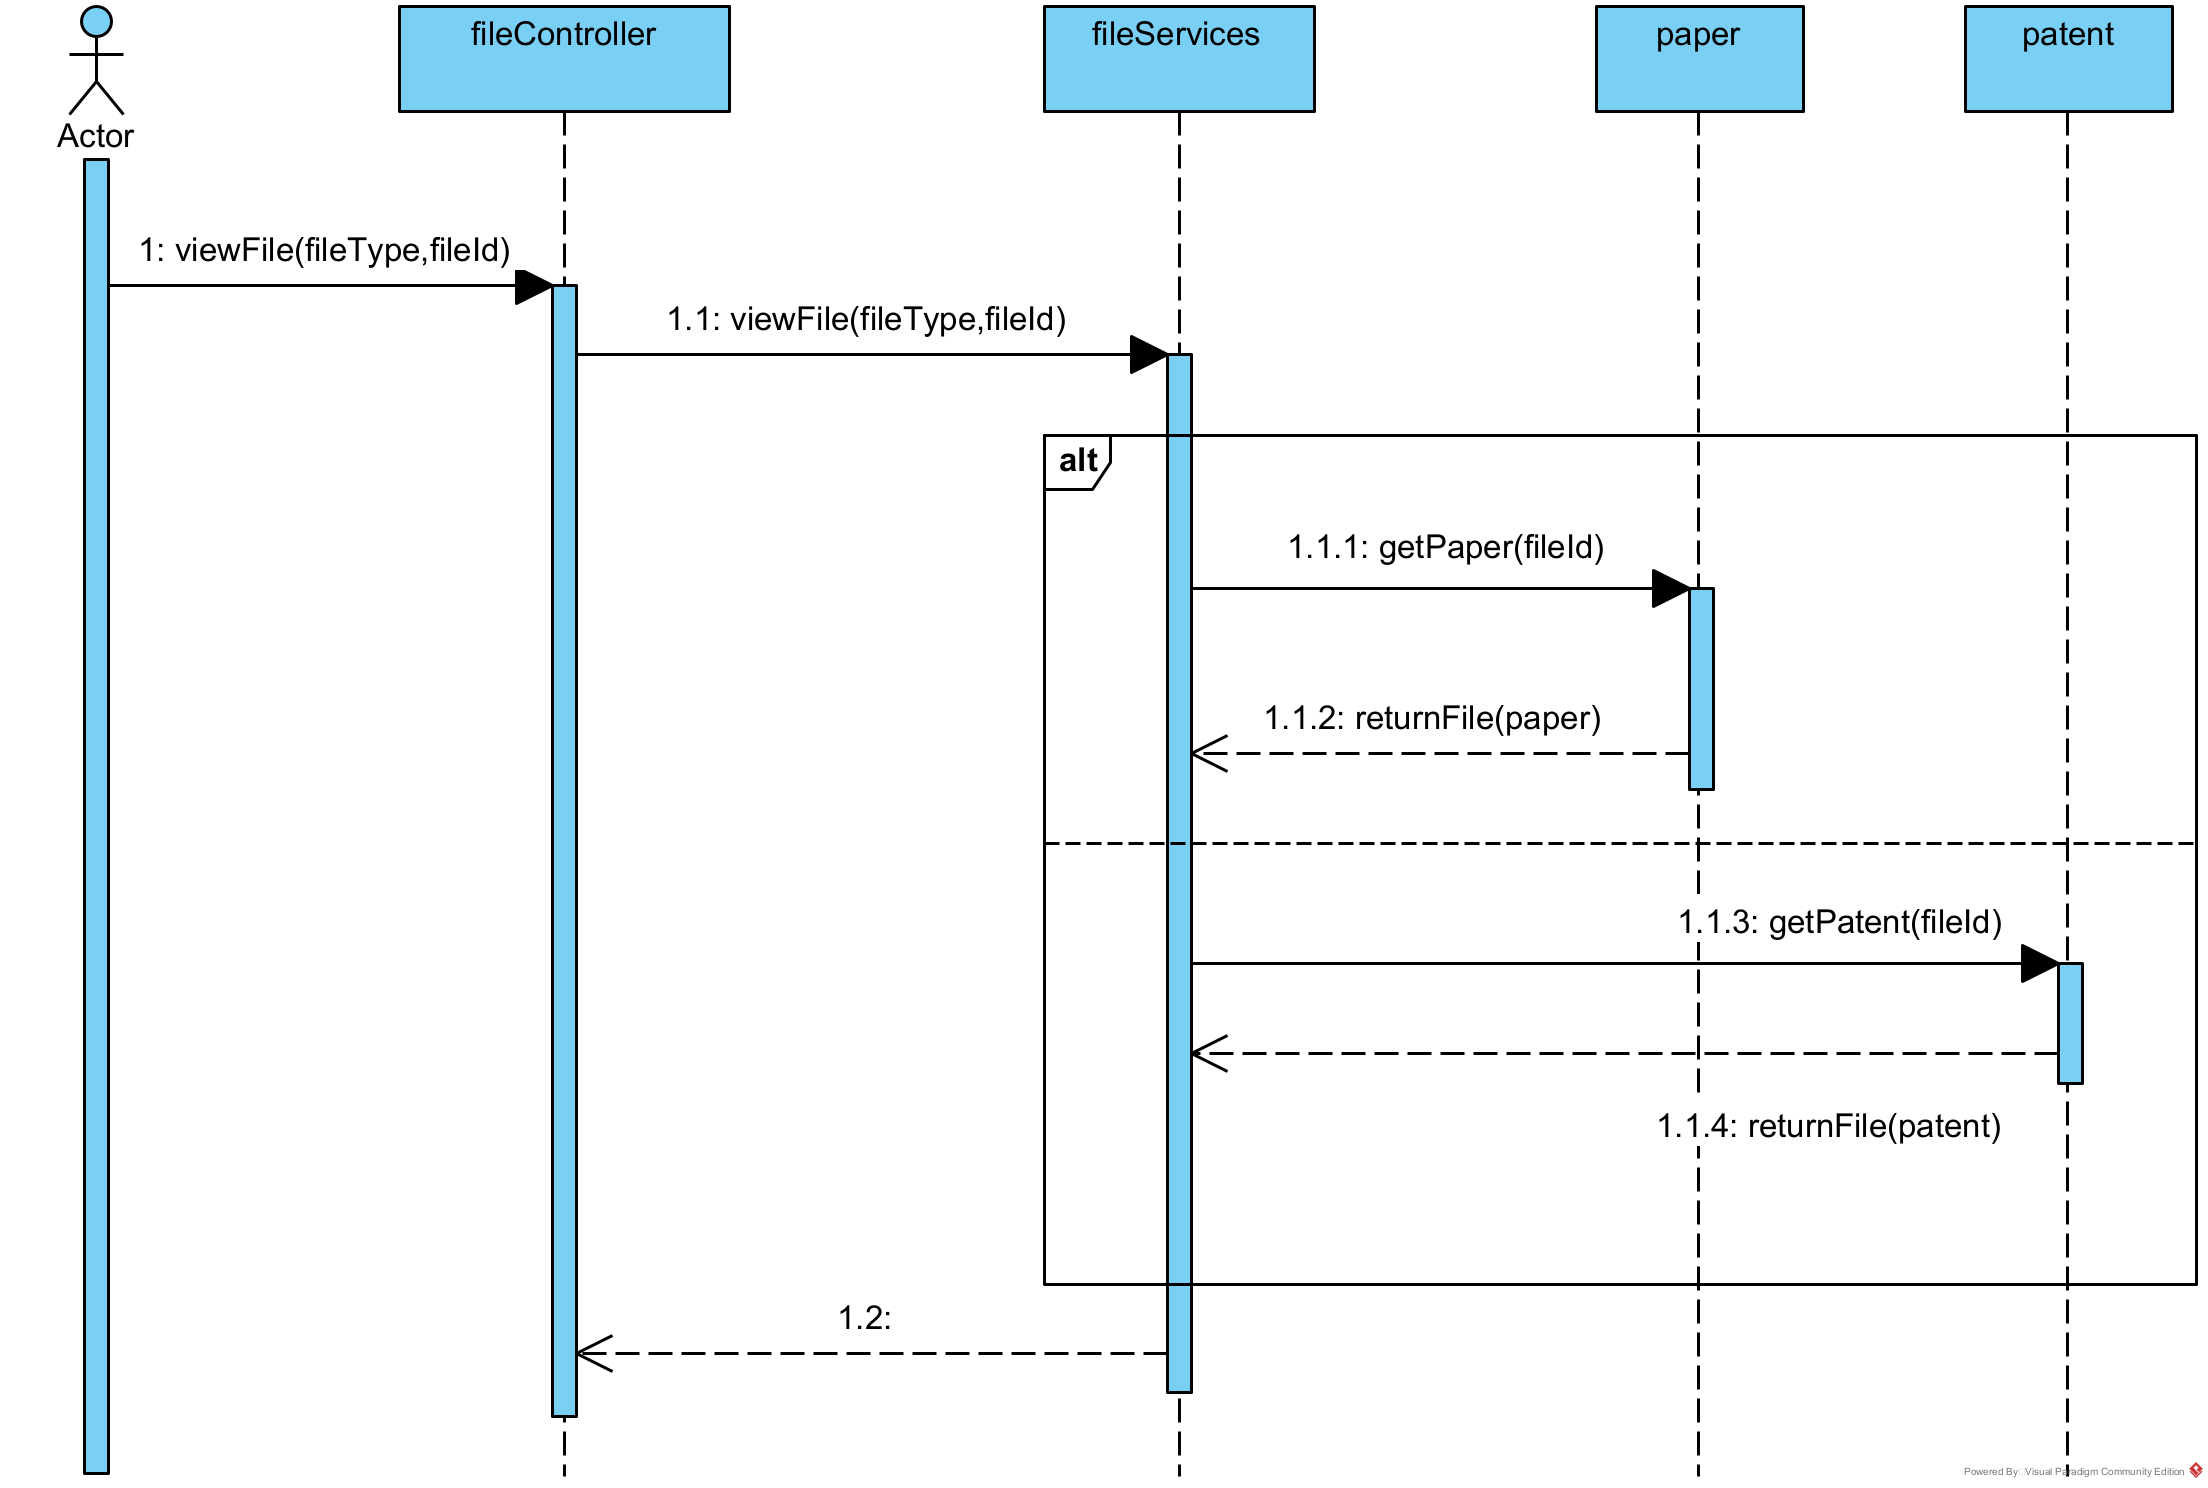 fileController
fileServices
paper
patent
Actor
1: viewFile(fileType,fileId)
1.1: viewFile(fileType,fileId)
alt
1.1.1: getPaper(fileId)
1.1.2: returnFile(paper)
1.1.3: getPatent(fileId)
1.1.4: returnFile(patent)
1.2:
Powered By Visual Paradigm Community Edition